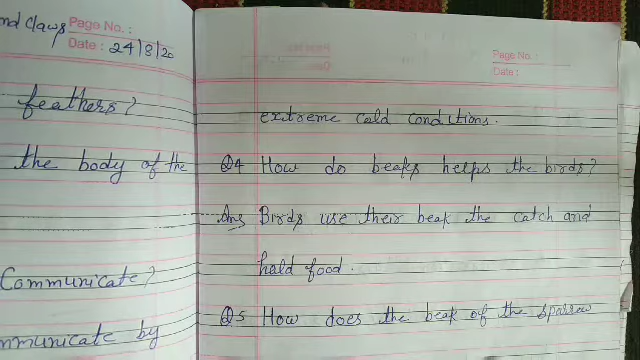 nd claws
Page No.:
Date: 24/8/20
feathers?
the body of the
Communicate?
mmunicate by
Page No.:
Date:
extreme cold conditions.
Q4 How do beaks helps the birds?
Ans Birds use their beak the catch and
hold food.
Q5 How does the beak of the sparrow